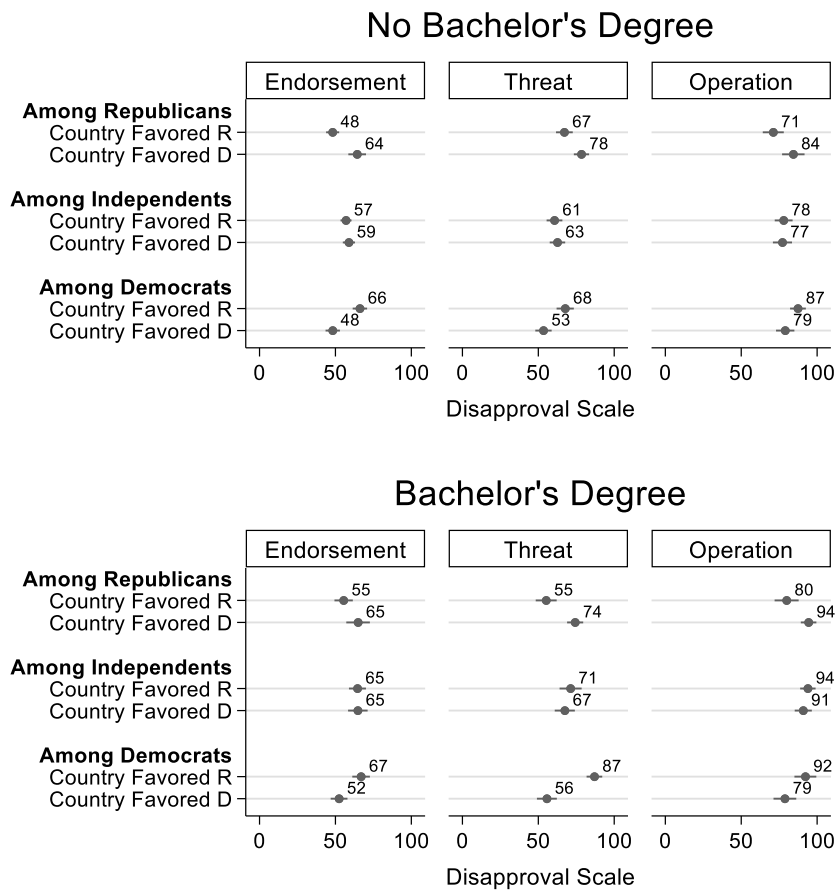 No Bachelor's Degree
Endorsement Threat Operation
Among Republicans
Country Favored R 48 67 71
Country Favored D 64 78 84
Among Independents
Country Favored R 57 61 78
Country Favored D 59 63 77
Among Democrats
Country Favored R 66 68 87
Country Favored D 48 53 79
0 50 100 0 50 100 0 50 100
Disapproval Scale
Bachelor's Degree
Endorsement Threat Operation
Among Republicans
Country Favored R 55 55 80
Country Favored D 65 74 94
Among Independents
Country Favored R 65 71 94
Country Favored D 65 67 91
Among Democrats
Country Favored R 67 87 92
Country Favored D 52 56 79
0 50 100 0 50 100 0 50 100
Disapproval Scale